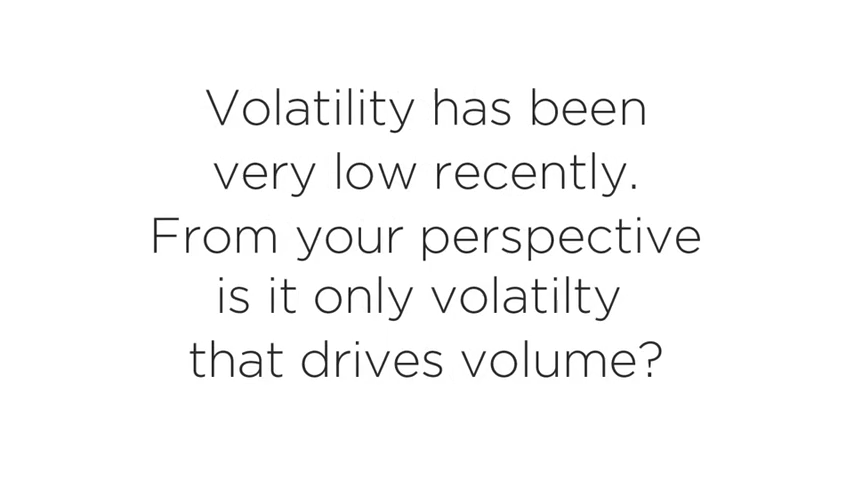 Volatility has been
very low recently.
From your perspective
is it only volatilty
that drives volume?